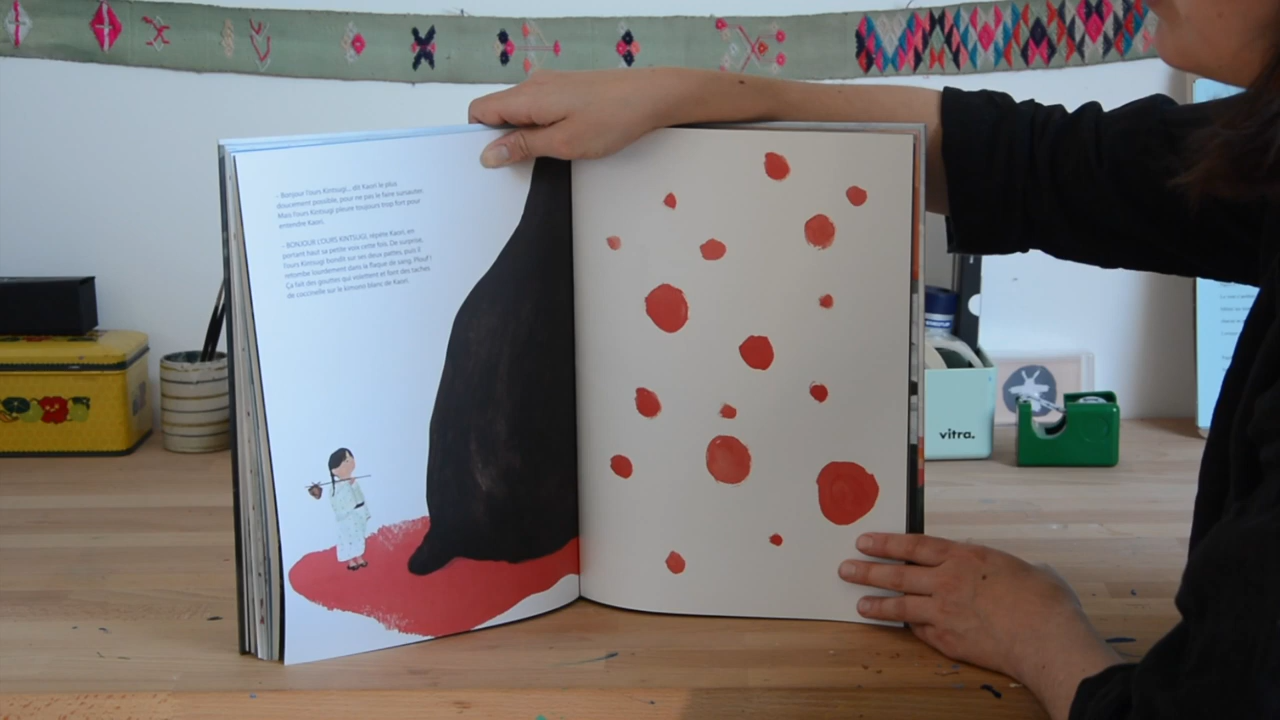 – Bonjour l'ours Kintsugi... dit Kaori le plus
doucement possible, pour ne pas le faire sursauter.
Mais l'ours Kintsugi pleure toujours trop fort pour
entendre Kaori.
– BONJOUR L'OURS KINTSUGI, répète Kaori, en
portant haut sa petite voix cette fois. De surprise,
l'ours Kintsugi bondit sur ses deux pattes, puis il
retombe lourdement dans la flaque de sang. Plouf !
Ça fait des gouttes qui volettent et font des taches
de coccinelle sur le kimono blanc de Kaori.
vitra.